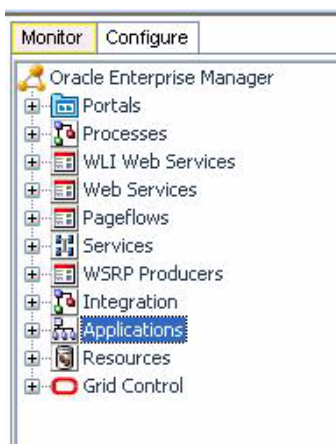 Monitor Configure
Oracle Enterprise Manager
Portals
Processes
WLI Web Services
Web Services
Pageflows
Services
WSRP Producers
Integration
Applications
Resources
Grid Control